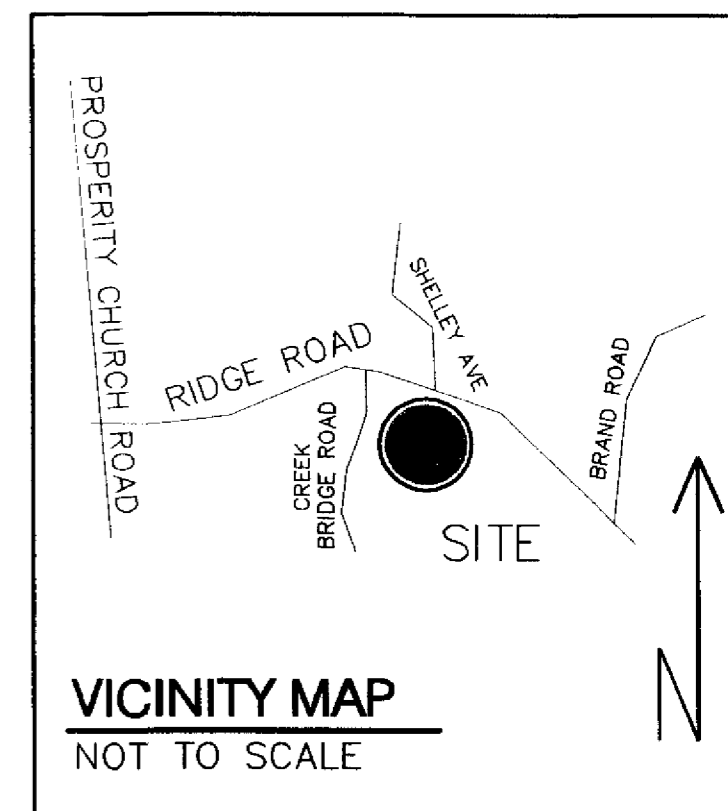 PROSPERITY CHURCH ROAD
RIDGE ROAD
SHELLEY AVE
CREEK
BRIDGE ROAD
BRAND ROAD
SITE
N
VICINITY MAP
NOT TO SCALE